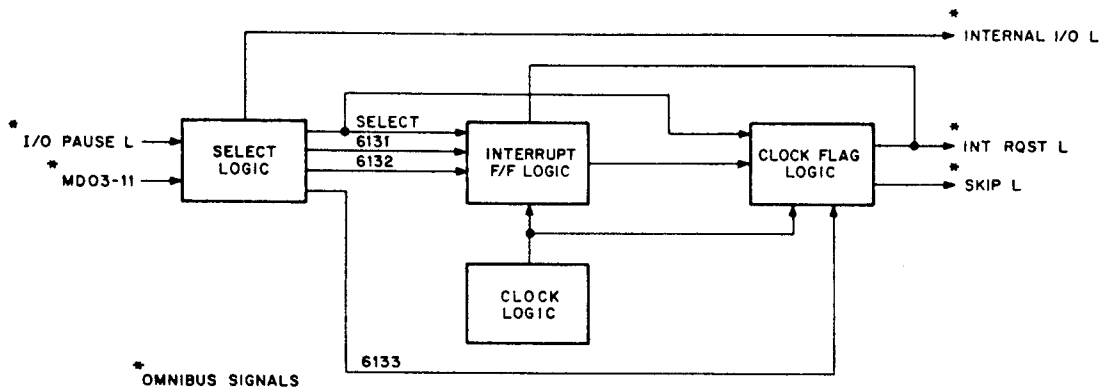 * INTERNAL I/O L
* I/O PAUSE L
* MD03-11
SELECT
LOGIC
SELECT
6131
6132
INTERRUPT
F/F LOGIC
CLOCK FLAG
LOGIC
* INT RQST L
* SKIP L
CLOCK
LOGIC
6133
*OMNIBUS SIGNALS